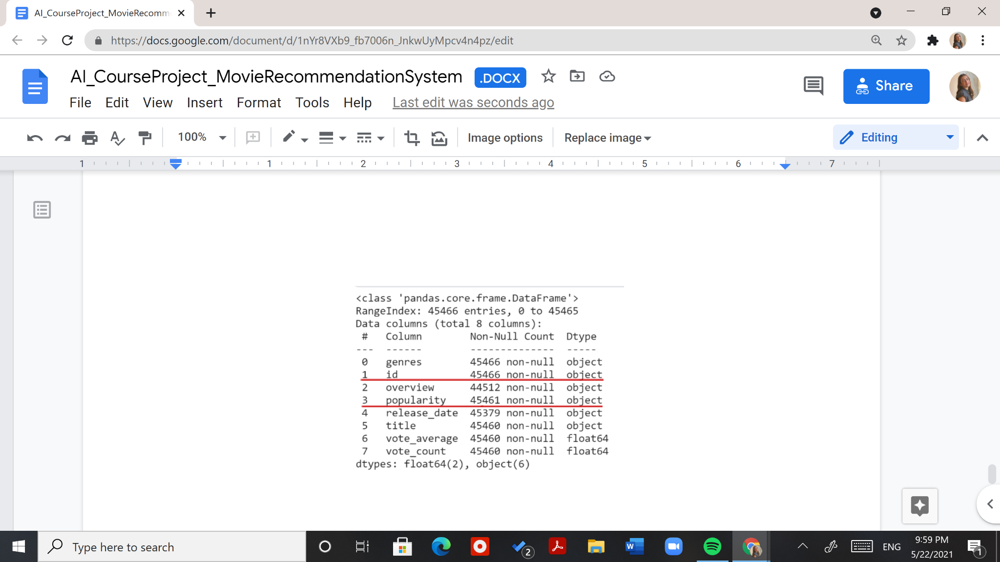 AI_CourseProject_MovieRecomm
https://docs.google.com/document/d/1nYr8VXb9_fb7006n_JnkwUyMpcv4n4pz/edit
AI_CourseProject_MovieRecommendationSystem .DOCX
Share
File Edit View Insert Format Tools Help Last edit was seconds ago
100% Image options Replace image Editing
1 1 2 3 4 5 6 7
<class 'pandas.core.frame.DataFrame'>
RangeIndex: 45466 entries, 0 to 45465
Data columns (total 8 columns):
# Column Non-Null Count Dtype
--- ------ -------------- -----
0 genres 45466 non-null object
1 id 45466 non-null object
2 overview 44512 non-null object
3 popularity 45461 non-null object
4 release_date 45379 non-null object
5 title 45460 non-null object
6 vote_average 45460 non-null float64
7 vote_count 45460 non-null float64
dtypes: float64(2), object(6)
Type here to search
2
W
ENG
9:59 PM
5/22/2021
1